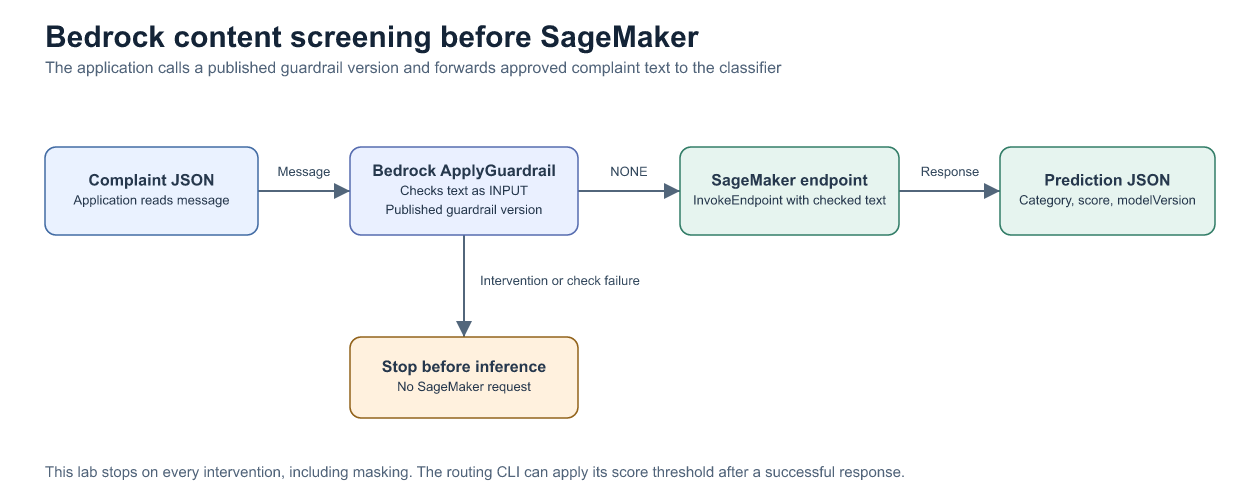 Bedrock content screening before SageMaker
The application calls a published guardrail version and forwards approved complaint text to the classifier
Complaint JSON
Application reads message
Message
Bedrock ApplyGuardrail
Checks text as INPUT
Published guardrail version
NONE
SageMaker endpoint
InvokeEndpoint with checked text
Response
Prediction JSON
Category, score, modelVersion
Intervention or check failure
Stop before inference
No SageMaker request
This lab stops on every intervention, including masking. The routing CLI can apply its score threshold after a successful response.